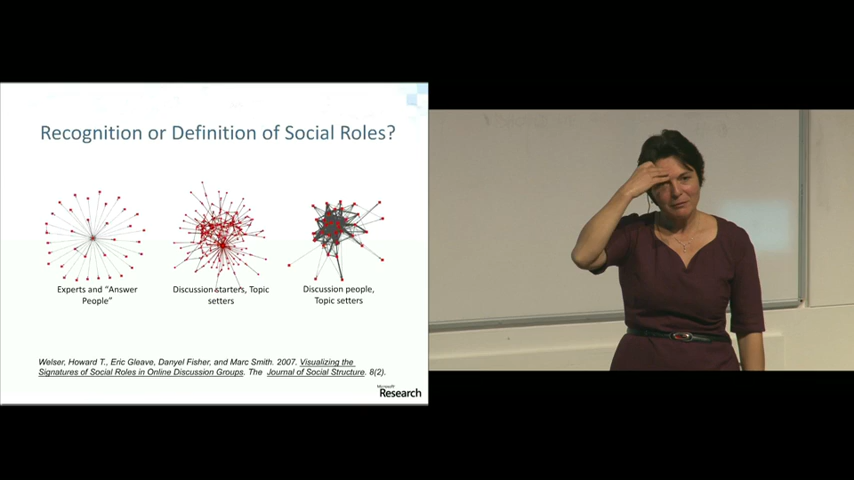 Recognition or Definition of Social Roles?
Experts and “Answer
People”
Discussion starters, Topic
setters
Discussion people,
Topic setters
Welser, Howard T., Eric Gleave, Danyel Fisher, and Marc Smith. 2007. Visualizing the
Signatures of Social Roles in Online Discussion Groups. The Journal of Social Structure. 8(2).
Microsoft
Research